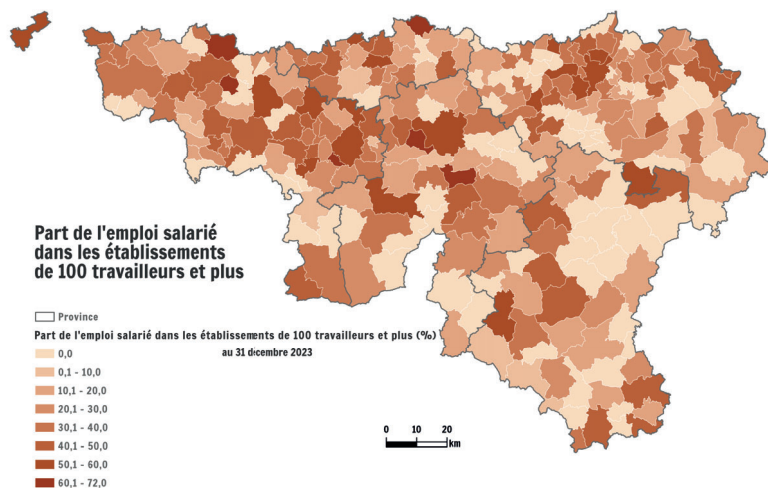 Part de l'emploi salarié
dans les établissements
de 100 travailleurs et plus
Province
Part de l'emploi salarié dans les établissements de 100 travailleurs et plus (%)
au 31 décembre 2023
0,0
0,1 - 10,0
10,1 - 20,0
20,1 - 30,0
30,1 - 40,0
40,1 - 50,0
50,1 - 60,0
60,1 - 72,0
0 10 20
km